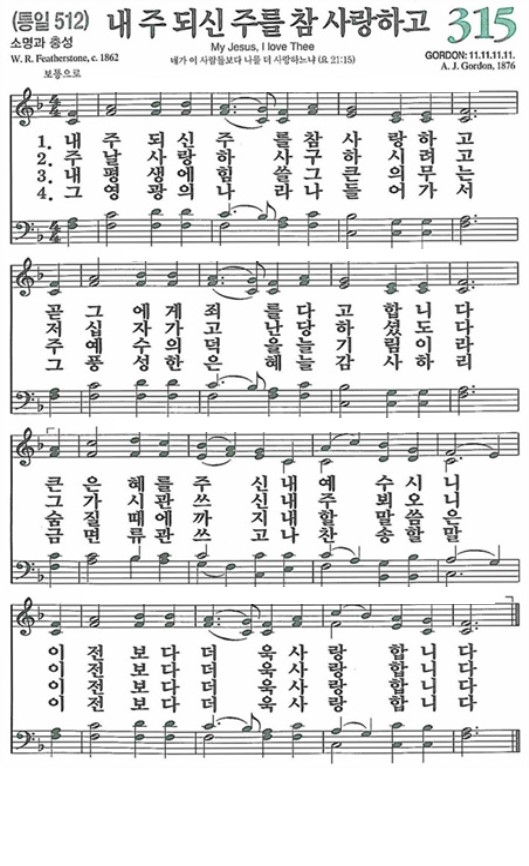 (통일 512) 내 주 되신 주를 참 사랑하고 315
소명과 충성 My Jesus, I love Thee GORDON: 11.11.11.11.
W. R. Featherstone, c. 1862 네가 이 사람들보다 나를 더 사랑하느냐 (요 21:15) A. J. Gordon, 1876
보통으로
1. 내 주 되 신 주 를 참 사 랑 하 고
2. 주 날 사 랑 하 사 구 하 시 려 고
3. 내 평 생 에 힘 쓸 그 큰 의 무 는
4. 그 영 광 의 나 라 그 나 들 어 가 서
곧 그 에 게 죄 를 다 고 합 니 다
저 십 자 가 고 난 당 하 셨 도 다
주 예 수 의 덕 을 늘 기 림 이 라
그 풍 성 한 은 혜 늘 감 사 하 리
큰 은 혜 를 주 신 내 예 수 시 니
그 가 시 관 쓰 신 내 주 뵈 오 니
숨 질 때 에 까 지 내 할 말 씀 은
금 면 류 관 쓰 고 나 찬 송 할 말
이 전 보 다 더 욱 사 랑 합 니 다
이 전 보 다 더 욱 사 랑 합 니 다
이 전 보 다 더 욱 사 랑 합 니 다
이 전 보 다 더 욱 사 랑 합 니 다